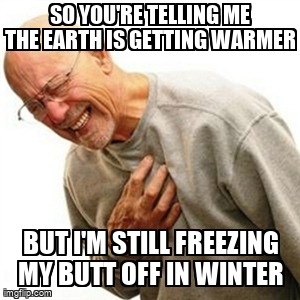 SO YOU'RE TELLING ME
THE EARTH IS GETTING WARMER
BUT I'M STILL FREEZING
MY BUTT OFF IN WINTER
imgflip.com